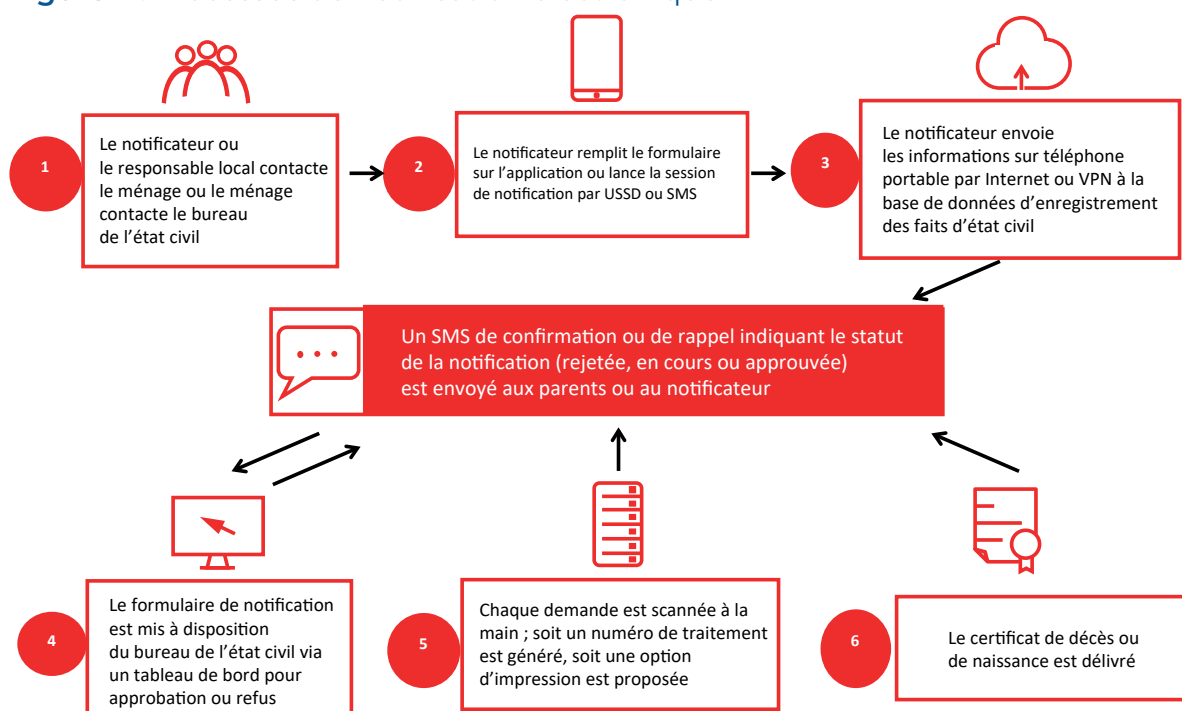 1
Le notificateur ou
le responsable local contacte
le ménage ou le ménage
contacte le bureau
de l’état civil
2
Le notificateur remplit le formulaire
sur l’application ou lance la session
de notification par USSD ou SMS
3
Le notificateur envoie
les informations sur téléphone
portable par Internet ou VPN à la
base de données d’enregistrement
des faits d’état civil
Un SMS de confirmation ou de rappel indiquant le statut
de la notification (rejetée, en cours ou approuvée)
est envoyé aux parents ou au notificateur
4
Le formulaire de notification
est mis à disposition
du bureau de l’état civil via
un tableau de bord pour
approbation ou refus
5
Chaque demande est scannée à la
main ; soit un numéro de traitement
est généré, soit une option
d’impression est proposée
6
Le certificat de décès ou
de naissance est délivré